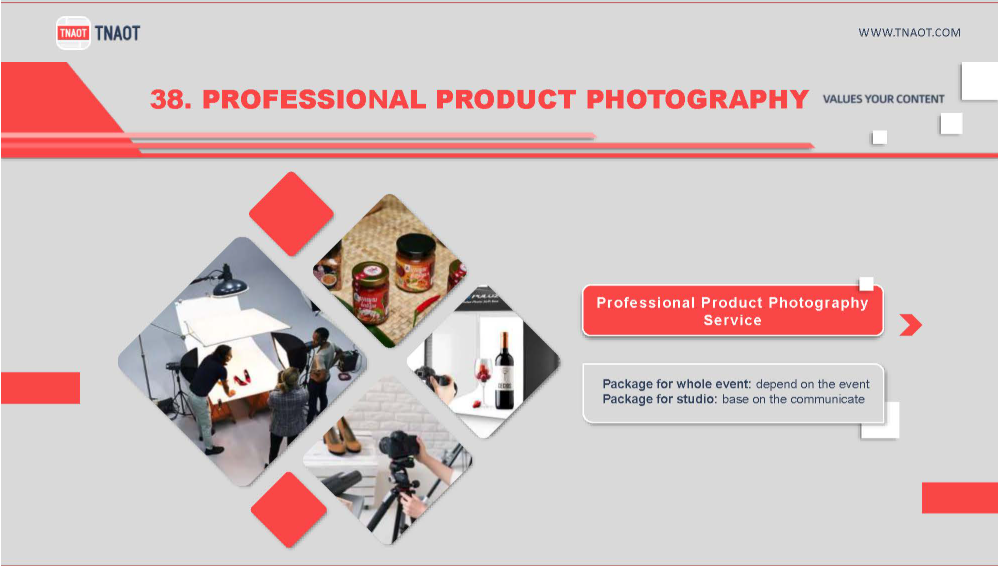 TNAOT TNAOT
WWW.TNAOT.COM
38. PROFESSIONAL PRODUCT PHOTOGRAPHY
VALUES YOUR CONTENT
PULUZ
Professional Product Photography
Service
Package for whole event: depend on the event
Package for studio: base on the communicate